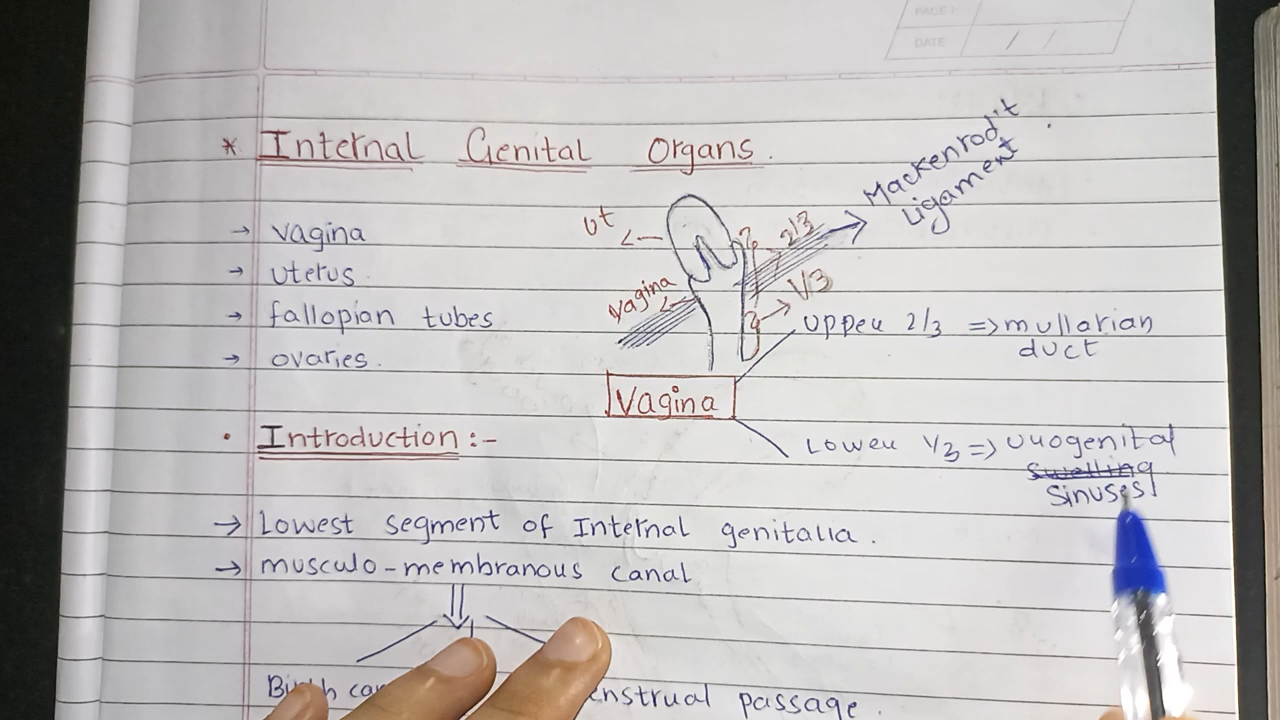 PAGE:
DATE / /
* Internal Genital Organs.
→ vagina
→ uterus
→ fallopian tubes
→ ovaries.
ut
vagina
2/3
1/3
Mackenrod't
Ligament
Upper 2/3 => mullarian
duct
Vagina
Lower 1/3 => urogenital
swelling
sinuses
• Introduction :-
→ Lowest segment of Internal genitalia.
→ musculo-membranous canal
Birth
passage.